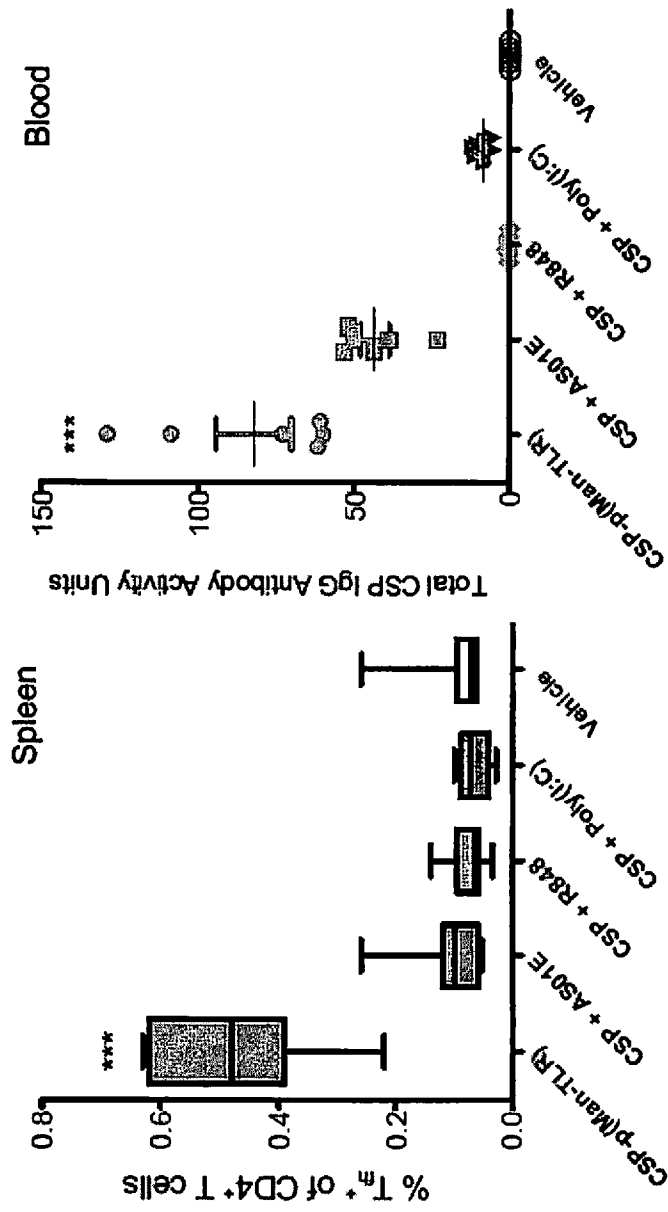 Spleen
% Tfh+ of CD4+ T cells
0.8
0.6
0.4
0.2
0.0
***
CSP-p(Man-TLR)
CSP + AS01E
CSP + R848
CSP + Poly(I:C)
Vehicle
Blood
Total CSP IgG Antibody Activity Units
150
100
50
0
***
CSP-p(Man-TLR)
CSP + AS01E
CSP + R848
CSP + Poly(I:C)
Vehicle